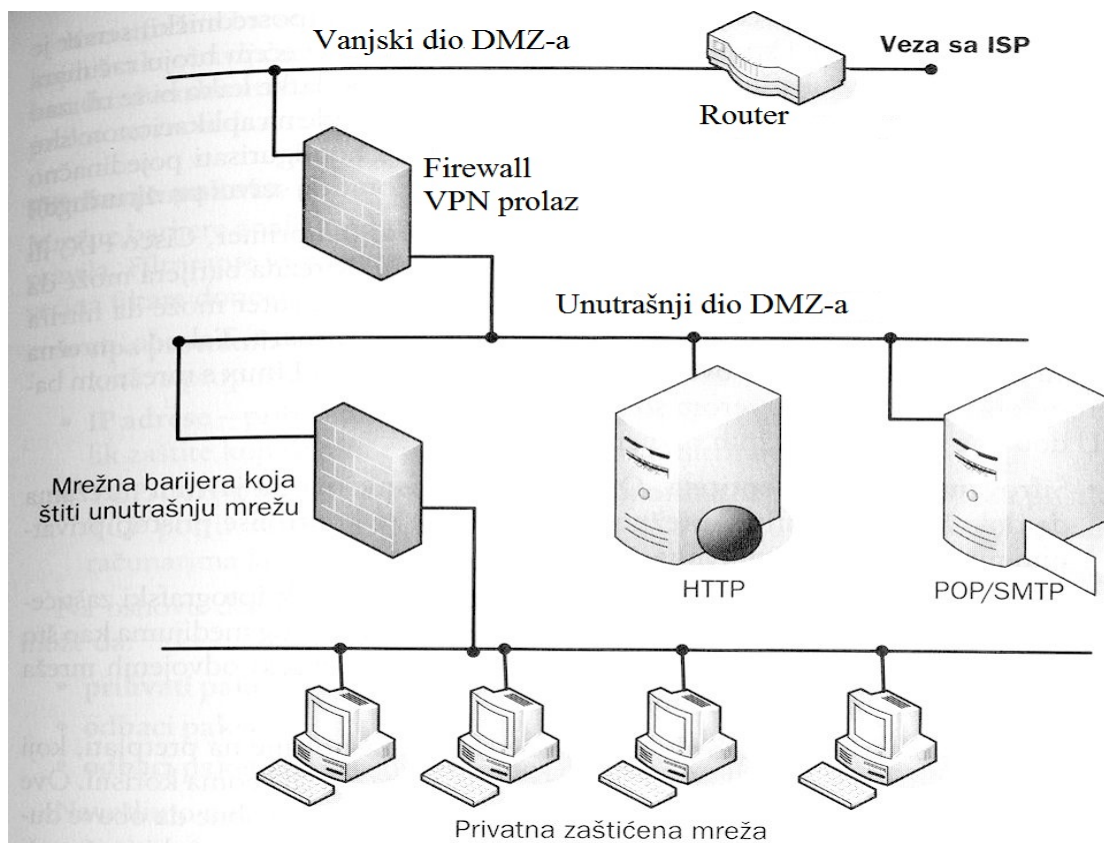 Vanjski dio DMZ-a
Veza sa ISP
Router
Firewall
VPN prolaz
Unutrašnji dio DMZ-a
Mrežna barijera koja
štiti unutrašnju mrežu
HTTP
POP/SMTP
Privatna zaštićena mreža